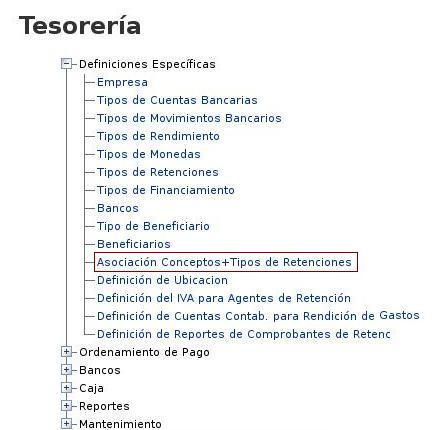 Tesorería
Definiciones Específicas
Empresa
Tipos de Cuentas Bancarias
Tipos de Movimientos Bancarios
Tipos de Rendimiento
Tipos de Monedas
Tipos de Retenciones
Tipos de Financiamiento
Bancos
Tipo de Beneficiario
Beneficiarios
Asociación Conceptos+Tipos de Retenciones
Definición de Ubicacion
Definición del IVA para Agentes de Retención
Definición de Cuentas Contab. para Rendición de Gastos
Definición de Reportes de Comprobantes de Retenc
Ordenamiento de Pago
Bancos
Caja
Reportes
Mantenimiento